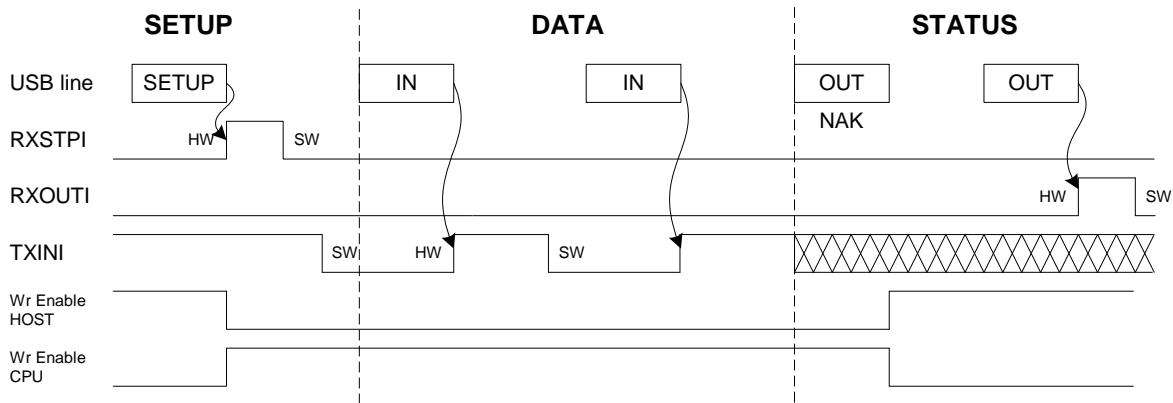 SETUP DATA STATUS
USB line SETUP IN IN OUT OUT
NAK
RXSTPI HW SW
RXOUTI HW SW
TXINI SW HW SW
Wr Enable
HOST
Wr Enable
CPU